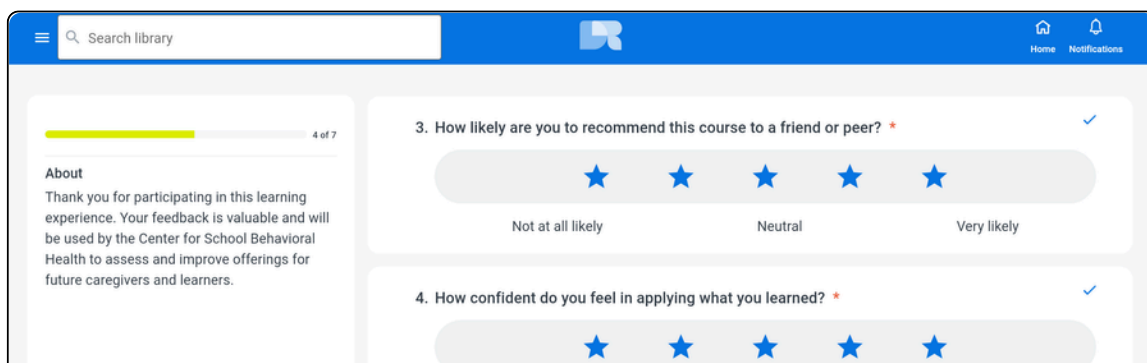 Search library
Home
Notifications
4 of 7
About
Thank you for participating in this learning
experience. Your feedback is valuable and will
be used by the Center for School Behavioral
Health to assess and improve offerings for
future caregivers and learners.
3. How likely are you to recommend this course to a friend or peer? *
Not at all likely
Neutral
Very likely
4. How confident do you feel in applying what you learned? *